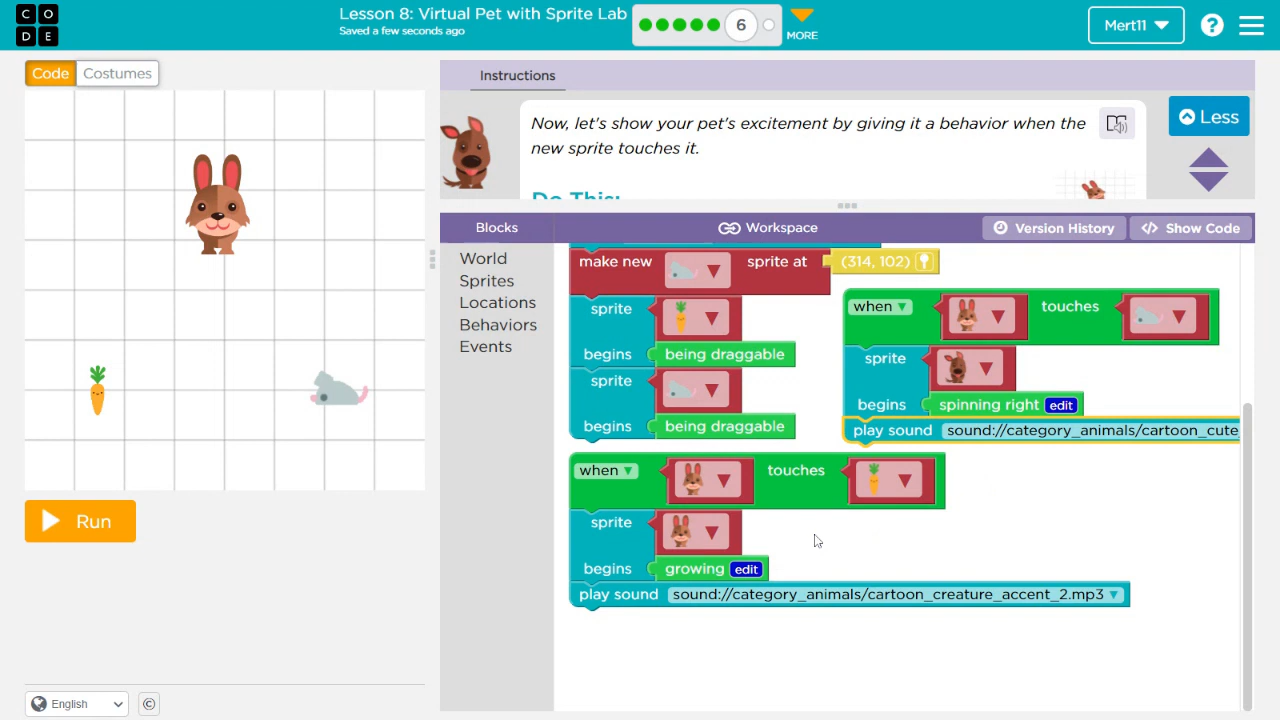 C O
D E
Lesson 8: Virtual Pet with Sprite Lab
Saved a few seconds ago
6
MORE
Mert11
?
Code Costumes
Instructions
Now, let's show your pet's excitement by giving it a behavior when the
new sprite touches it.
Do This:
Less
Blocks
Workspace
Version History
Show Code
World
Sprites
Locations
Behaviors
Events
make new sprite at (314, 102)
sprite
begins being draggable
sprite
begins being draggable
when touches
sprite
begins spinning right edit
play sound sound://category_animals/cartoon_cute_
when touches
sprite
begins growing edit
play sound sound://category_animals/cartoon_creature_accent_2.mp3
Run
English
©